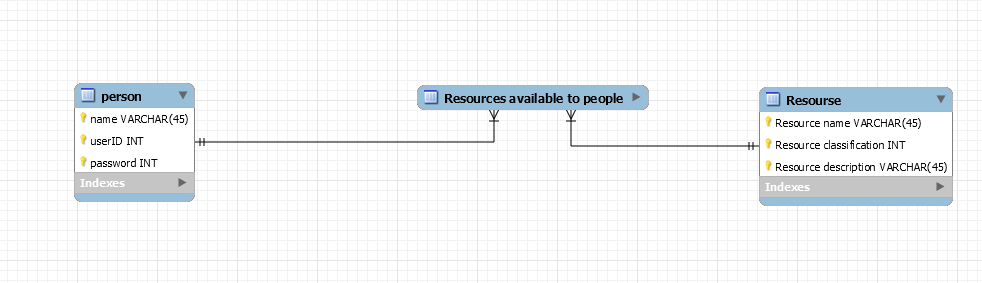 person
name VARCHAR(45)
userID INT
password INT
Indexes
Resources available to people
Resourse
Resource name VARCHAR(45)
Resource classification INT
Resource description VARCHAR(45)
Indexes